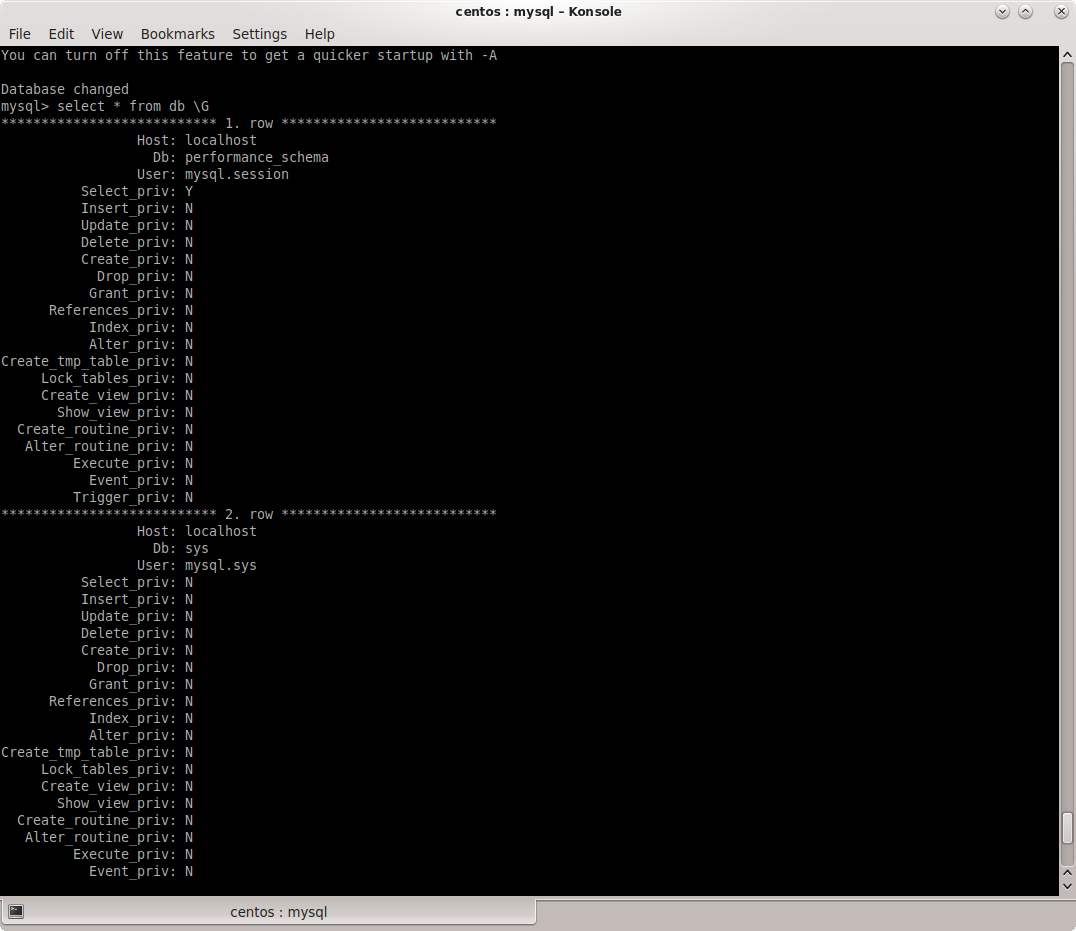 centos : mysql – Konsole
File Edit View Bookmarks Settings Help
You can turn off this feature to get a quicker startup with -A
Database changed
mysql> select * from db \G
*************************** 1. row ***************************
Host: localhost
Db: performance_schema
User: mysql.session
Select_priv: Y
Insert_priv: N
Update_priv: N
Delete_priv: N
Create_priv: N
Drop_priv: N
Grant_priv: N
References_priv: N
Index_priv: N
Alter_priv: N
Create_tmp_table_priv: N
Lock_tables_priv: N
Create_view_priv: N
Show_view_priv: N
Create_routine_priv: N
Alter_routine_priv: N
Execute_priv: N
Event_priv: N
Trigger_priv: N
*************************** 2. row ***************************
Host: localhost
Db: sys
User: mysql.sys
Select_priv: N
Insert_priv: N
Update_priv: N
Delete_priv: N
Create_priv: N
Drop_priv: N
Grant_priv: N
References_priv: N
Index_priv: N
Alter_priv: N
Create_tmp_table_priv: N
Lock_tables_priv: N
Create_view_priv: N
Show_view_priv: N
Create_routine_priv: N
Alter_routine_priv: N
Execute_priv: N
Event_priv: N
centos : mysql